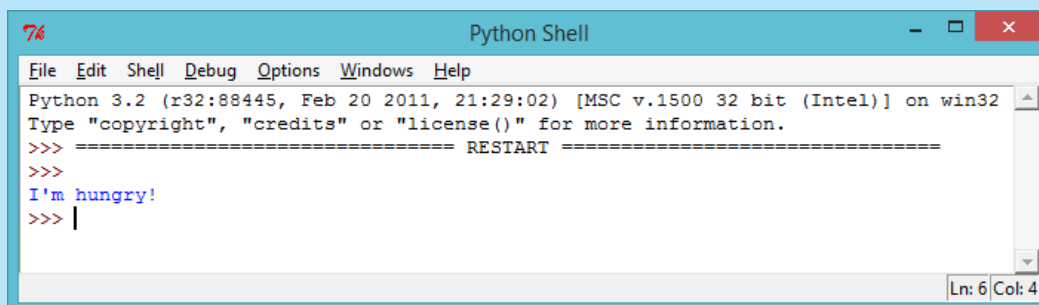 Python Shell
File Edit Shell Debug Options Windows Help
Python 3.2 (r32:88445, Feb 20 2011, 21:29:02) [MSC v.1500 32 bit (Intel)] on win32
Type "copyright", "credits" or "license()" for more information.
>>> ================================ RESTART ================================
>>>
I'm hungry!
>>>
Ln: 6 Col: 4